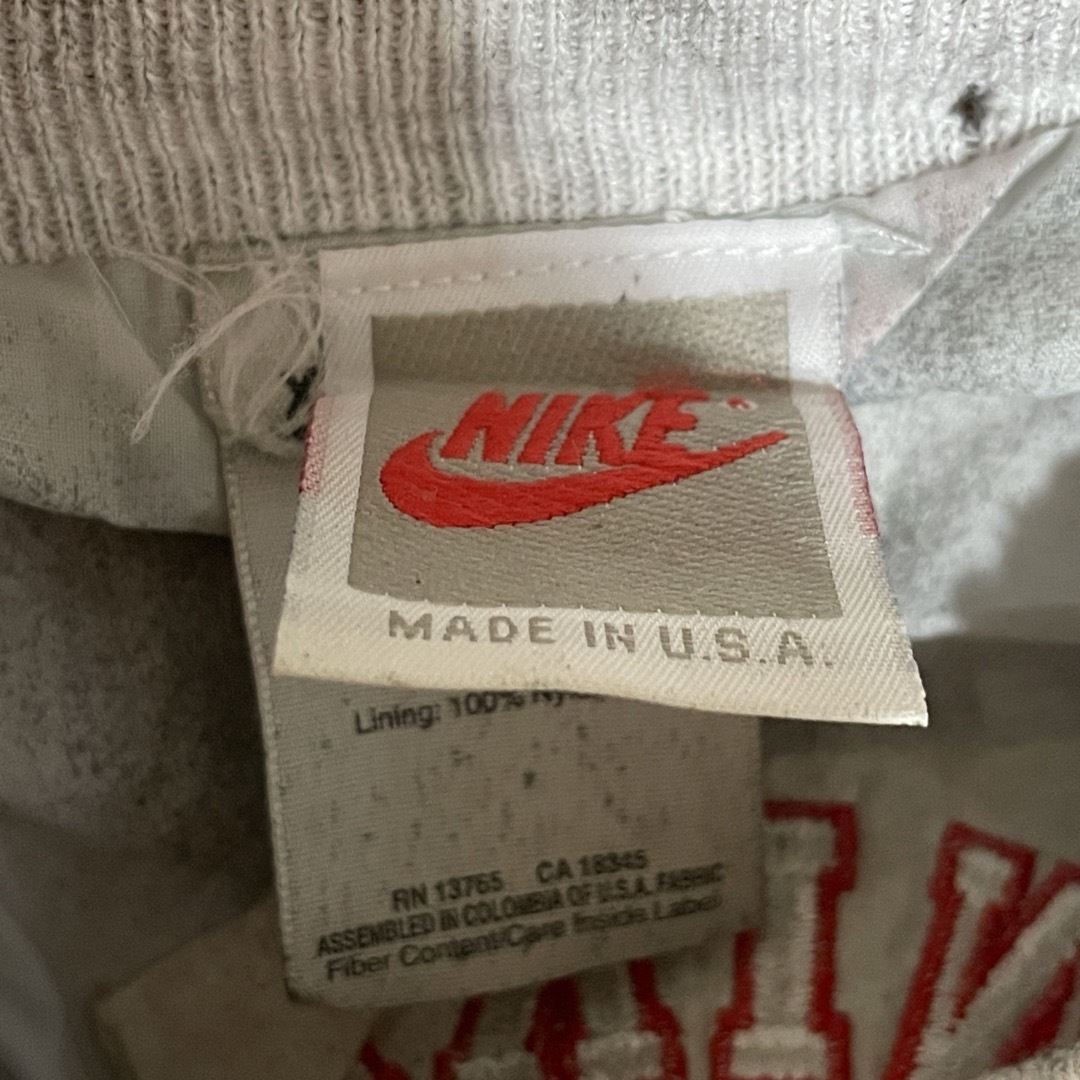 NIKE
MADE IN U.S.A.
Lining: 100%
RN 13765 CA 18345
ASSEMBLED IN COLOMBIA OF U.S.A. FABRIC
Fiber Content/Care Inside Label